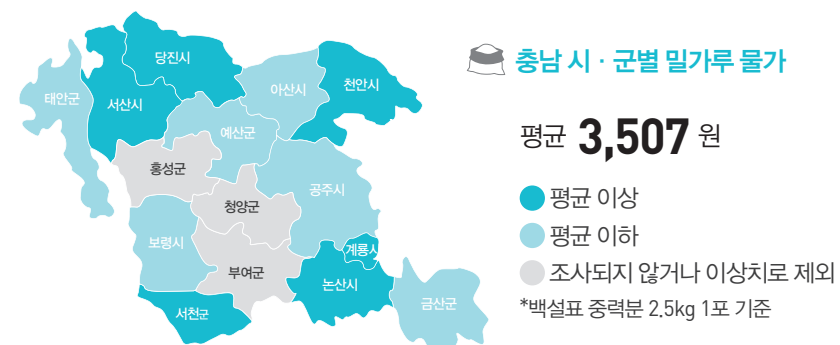 충남 시·군별 밀가루 물가
평균 3,507 원
평균 이상
평균 이하
조사되지 않거나 이상치로 제외
*백설표 중력분 2.5kg 1포 기준
당진시
아산시
천안시
태안군
서산시
예산군
홍성군
공주시
청양군
보령시
계룡시
부여군
논산시
서천군
금산군